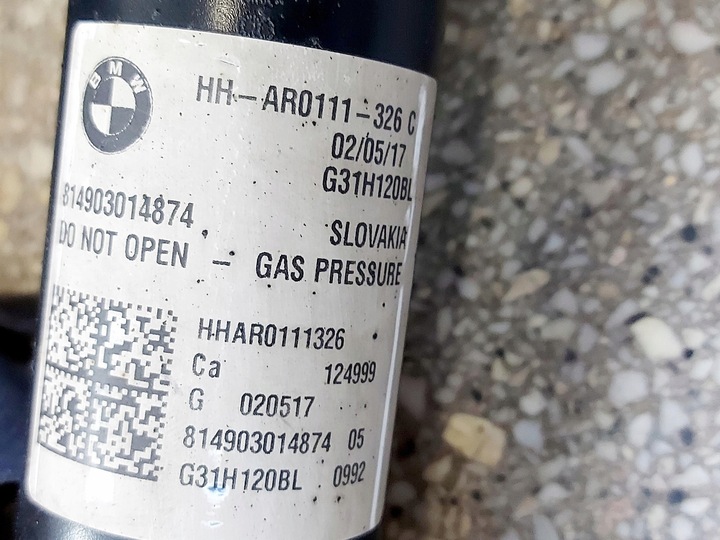 BMW
HH-AR0111-326 C
02/05/17
G31H120BL
814903014874
SLOVAKIA
DO NOT OPEN - GAS PRESSURE
HHAR0111326
Ca 124999
G 020517
814903014874 05
G31H120BL 0992